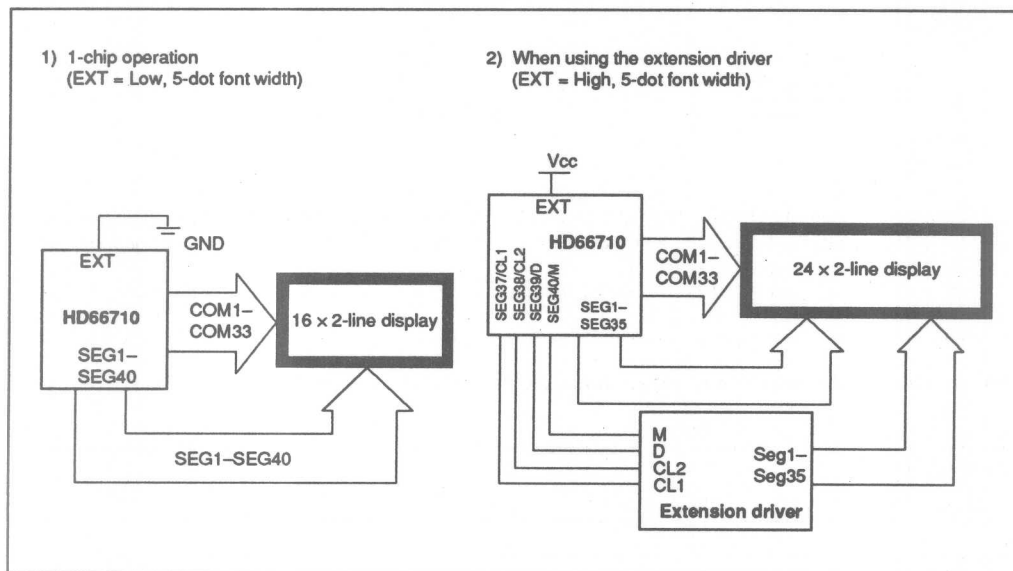 1) 1-chip operation
(EXT = Low, 5-dot font width)
GND
EXT
HD66710
SEG1–
SEG40
COM1–
COM33
16 × 2-line display
SEG1–SEG40
2) When using the extension driver
(EXT = High, 5-dot font width)
Vcc
EXT
HD66710
SEG37/CL1
SEG38/CL2
SEG39/D
SEG40/M
SEG1–
SEG35
COM1–
COM33
24 × 2-line display
M
D
CL2
CL1
Seg1–
Seg35
Extension driver